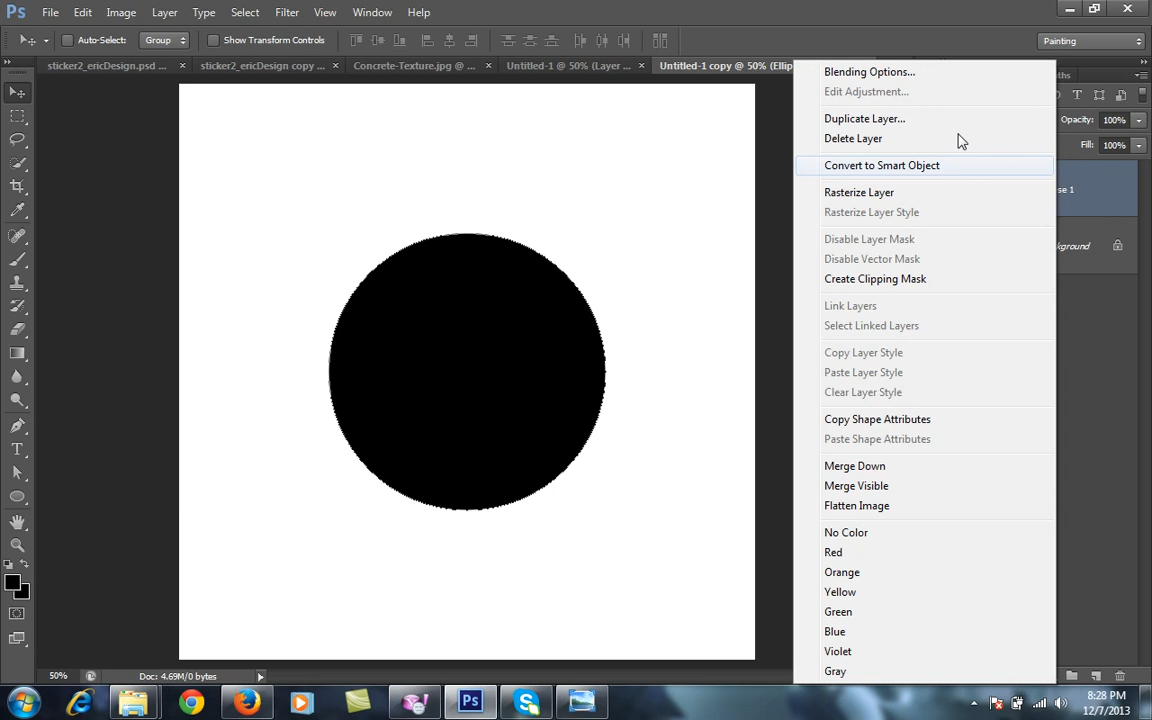 Ps File Edit Image Layer Type Select Filter View Window Help
Auto-Select: Group Show Transform Controls Painting
sticker2_ericDesign.psd ... × sticker2_ericDesign copy ... × Concrete-Texture.jpg @ ... × Untitled-1 @ 50% (Layer ... × Untitled-1 copy @ 50% (Ellip
ths
Opacity: 100%
Fill: 100%
se 1
kground
Blending Options...
Edit Adjustment...
Duplicate Layer...
Delete Layer
Convert to Smart Object
Rasterize Layer
Rasterize Layer Style
Disable Layer Mask
Disable Vector Mask
Create Clipping Mask
Link Layers
Select Linked Layers
Copy Layer Style
Paste Layer Style
Clear Layer Style
Copy Shape Attributes
Paste Shape Attributes
Merge Down
Merge Visible
Flatten Image
No Color
Red
Orange
Yellow
Green
Blue
Violet
Gray
50% Doc: 4.69M/0 bytes
Ps
8:28 PM
12/7/2013